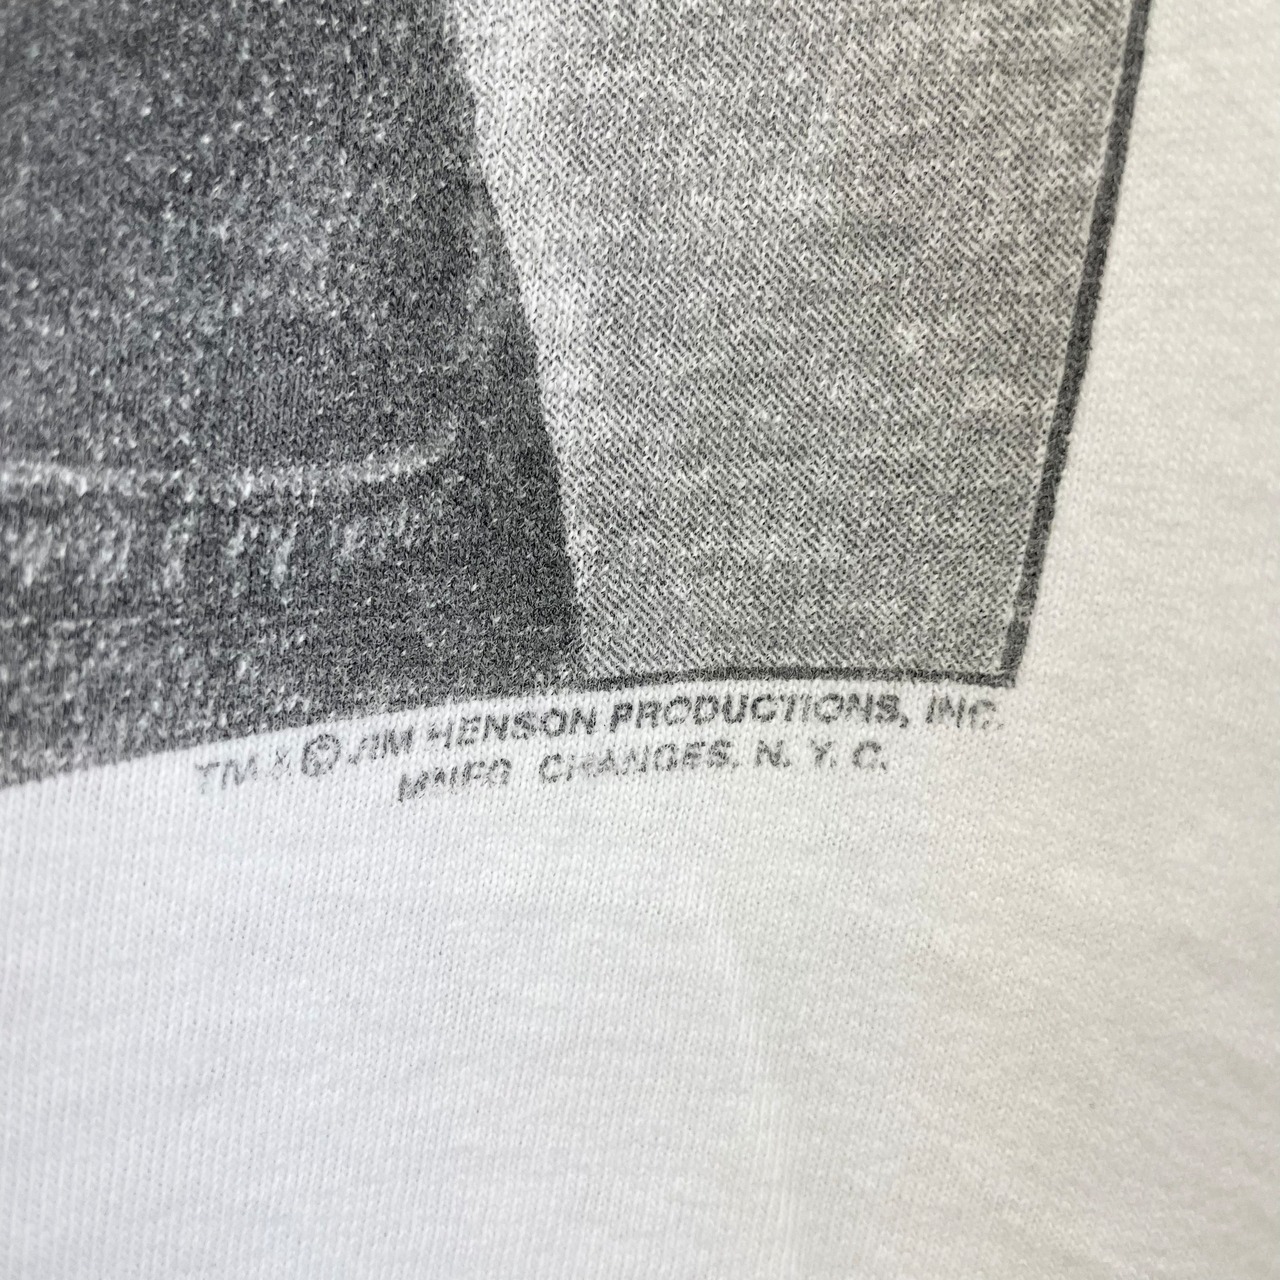 TM & © JIM HENSON PRODUCTIONS, INC.
MNFG CHANGES, N. Y. C.